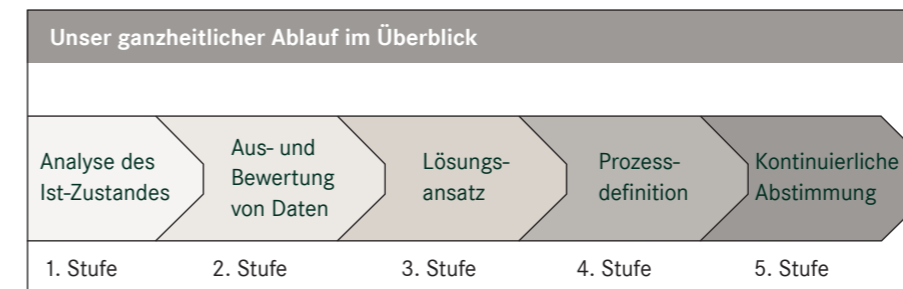 Unser ganzheitlicher Ablauf im Überblick
Analyse des
Ist-Zustandes
Aus- und
Bewertung
von Daten
Lösungs-
ansatz
Prozess-
definition
Kontinuierliche
Abstimmung
1. Stufe
2. Stufe
3. Stufe
4. Stufe
5. Stufe